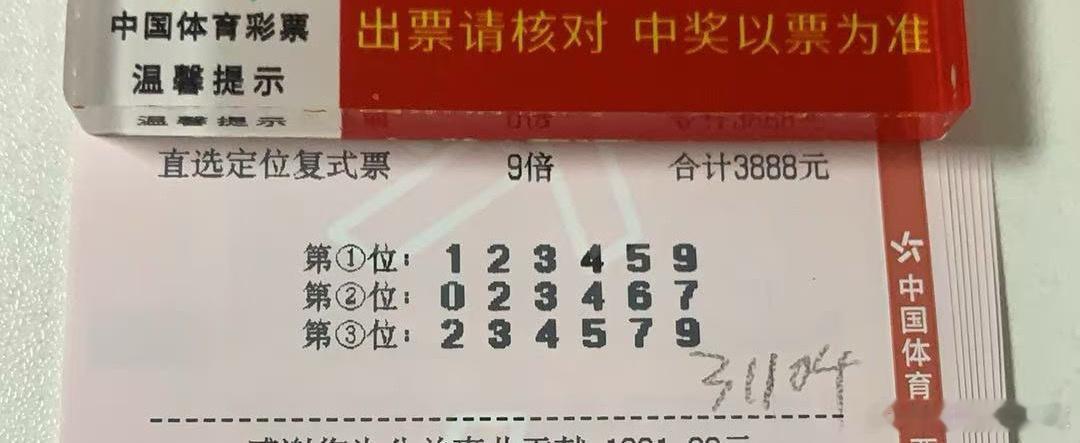 中国体育彩票
温馨提示
出票请核对 中奖以票为准
温馨提示
直选定位复式票 9倍 合计3888元
第①位: 1 2 3 4 5 9
第②位: 0 2 3 4 6 7
第③位: 2 3 4 5 7 9
31104
中国体育